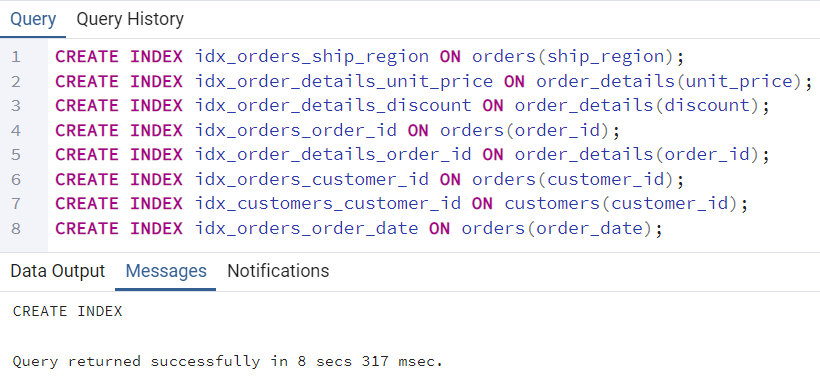 Query Query History
1 CREATE INDEX idx_orders_ship_region ON orders(ship_region);
2 CREATE INDEX idx_order_details_unit_price ON order_details(unit_price);
3 CREATE INDEX idx_order_details_discount ON order_details(discount);
4 CREATE INDEX idx_orders_order_id ON orders(order_id);
5 CREATE INDEX idx_order_details_order_id ON order_details(order_id);
6 CREATE INDEX idx_orders_customer_id ON orders(customer_id);
7 CREATE INDEX idx_customers_customer_id ON customers(customer_id);
8 CREATE INDEX idx_orders_order_date ON orders(order_date);
Data Output Messages Notifications
CREATE INDEX
Query returned successfully in 8 secs 317 msec.